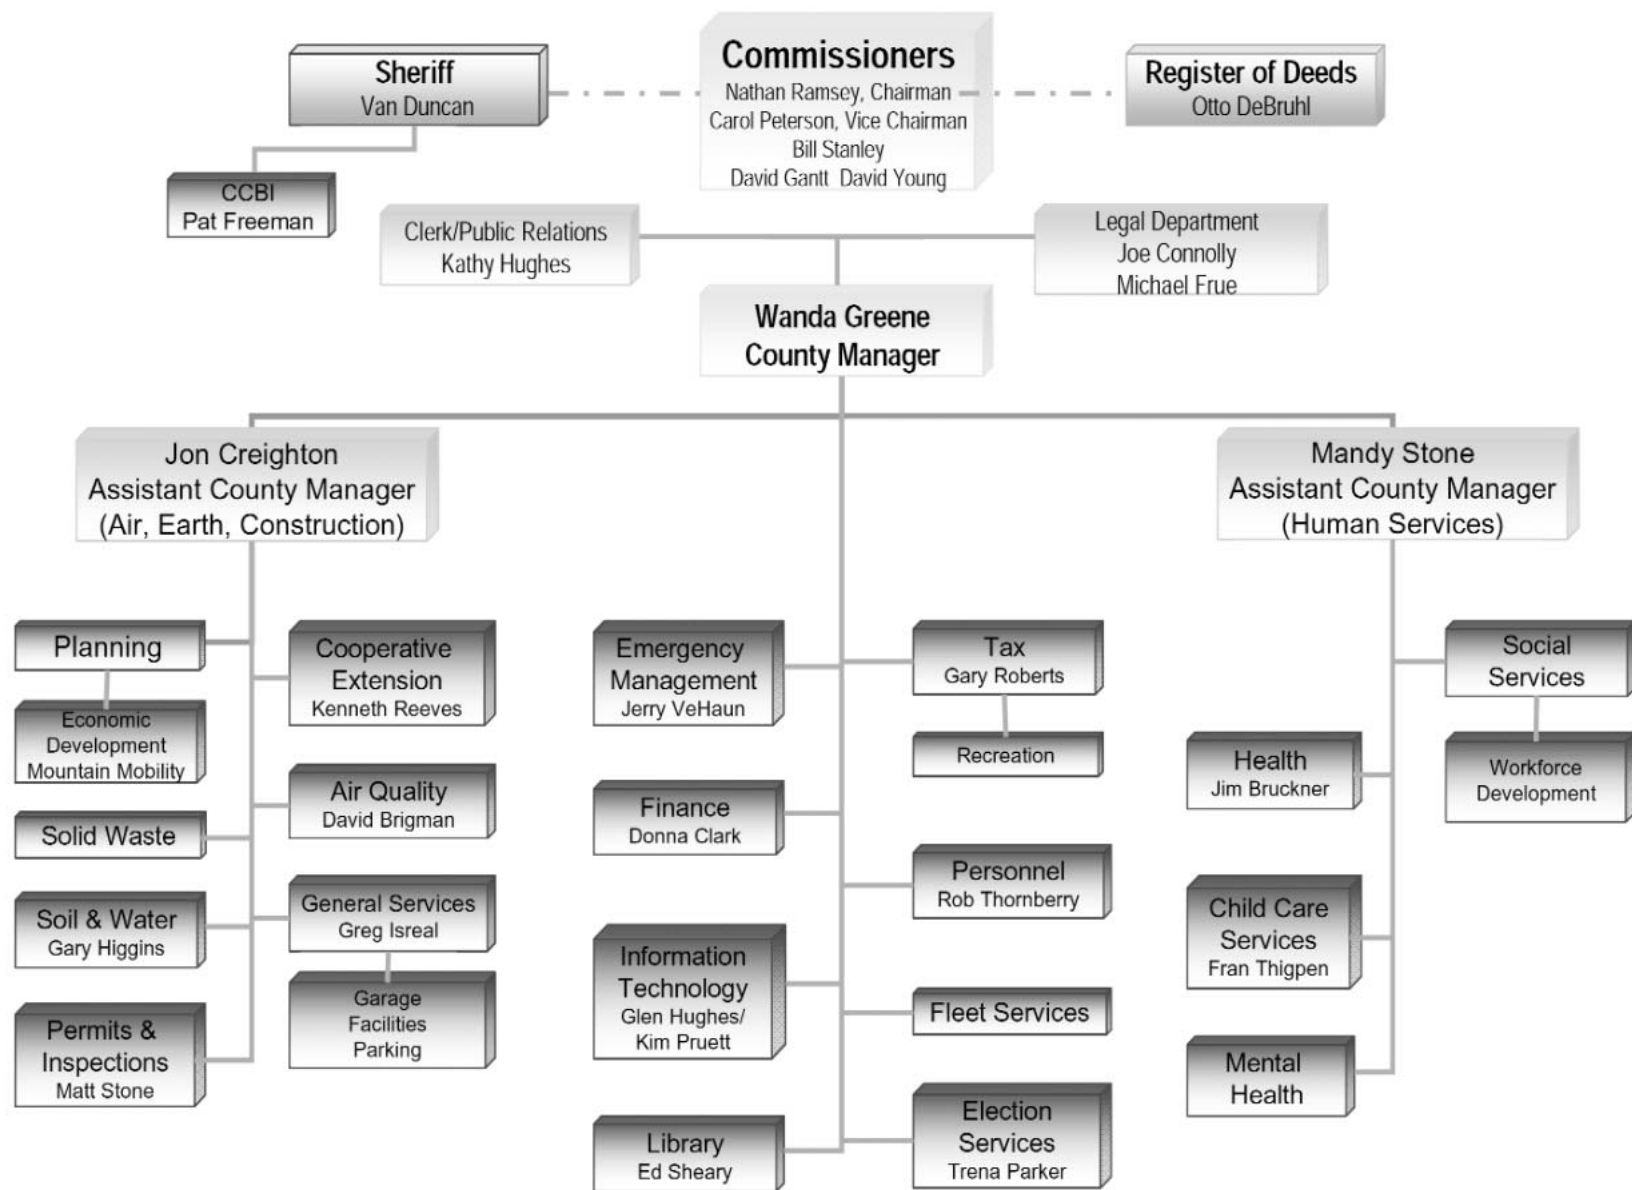 Sheriff
Van Duncan
Commissioners
Nathan Ramsey, Chairman
Carol Peterson, Vice Chairman
Bill Stanley
David Gantt  David Young
Register of Deeds
Otto DeBruhl
CCBI
Pat Freeman
Clerk/Public Relations
Kathy Hughes
Legal Department
Joe Connolly
Michael Frue
Wanda Greene
County Manager
Jon Creighton
Assistant County Manager
(Air, Earth, Construction)
Mandy Stone
Assistant County Manager
(Human Services)
Planning
Economic
Development
Mountain Mobility
Solid Waste
Soil & Water
Gary Higgins
Permits &
Inspections
Matt Stone
Cooperative
Extension
Kenneth Reeves
Air Quality
David Brigman
General Services
Greg Isreal
Garage
Facilities
Parking
Emergency
Management
Jerry VeHaun
Finance
Donna Clark
Information
Technology
Glen Hughes/
Kim Pruett
Library
Ed Sheary
Tax
Gary Roberts
Recreation
Personnel
Rob Thornberry
Fleet Services
Election
Services
Trena Parker
Health
Jim Bruckner
Child Care
Services
Fran Thigpen
Mental
Health
Social
Services
Workforce
Development